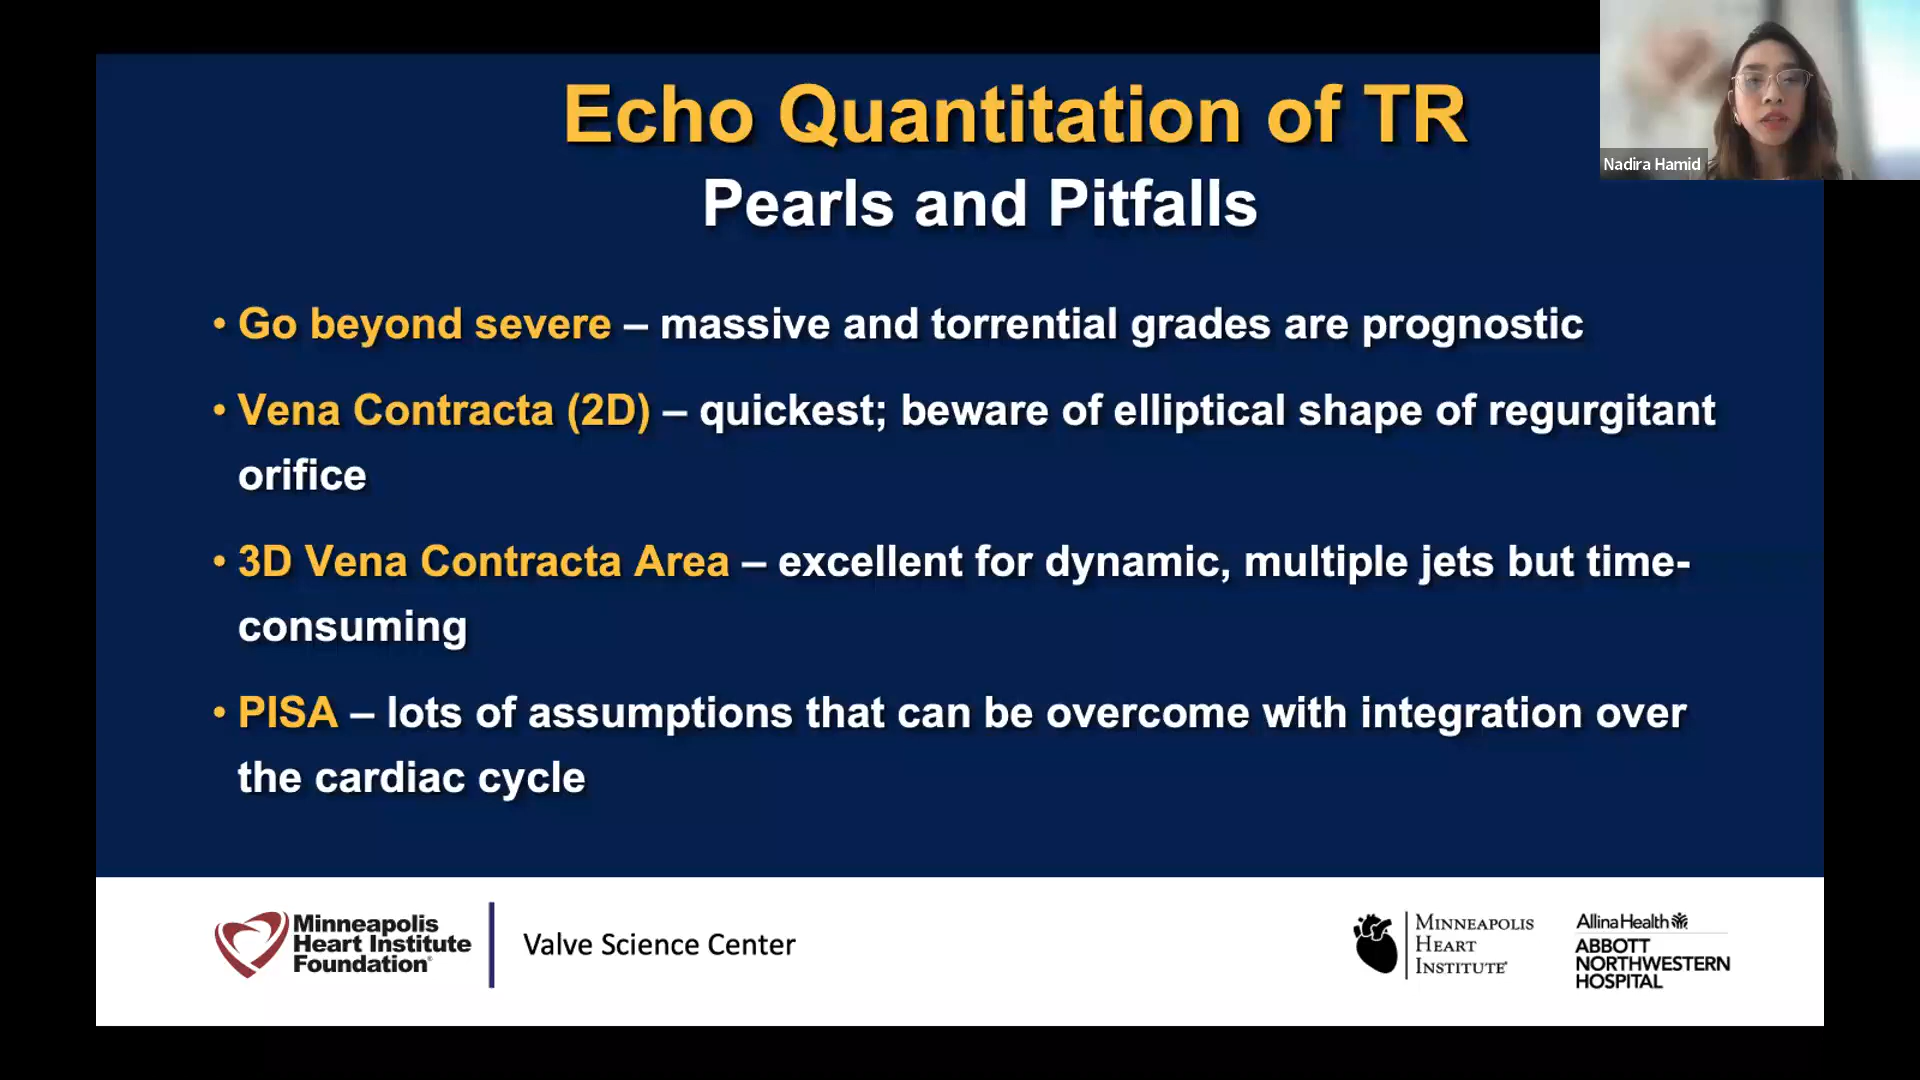 Echo Quantitation of TR
Pearls and Pitfalls
Nadira Hamid
• Go beyond severe – massive and torrential grades are prognostic
• Vena Contracta (2D) – quickest; beware of elliptical shape of regurgitant
orifice
• 3D Vena Contracta Area – excellent for dynamic, multiple jets but time-
consuming
• PISA – lots of assumptions that can be overcome with integration over
the cardiac cycle
Minneapolis
Heart Institute
Foundation®
Valve Science Center
MINNEAPOLIS
HEART
INSTITUTE®
AllinaHealth
ABBOTT
NORTHWESTERN
HOSPITAL